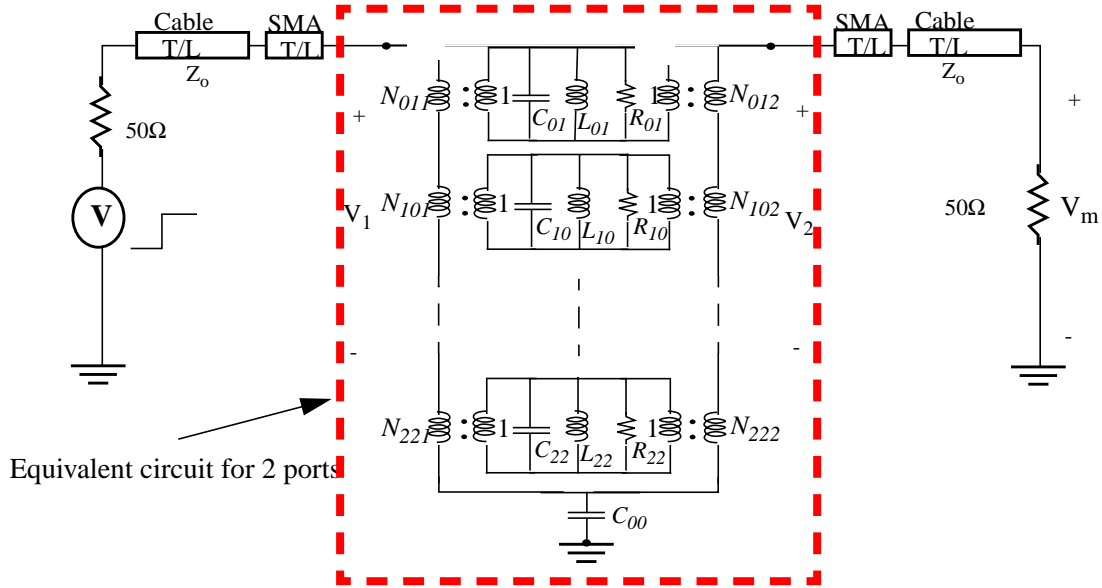 Cable
SMA
T/L
T/L
Zo
SMA
Cable
T/L
T/L
Zo
50Ω
V
N011
:
1
C01
L01
R01
1
:
N012
+
+
+
N101
:
1
C10
L10
R10
1
:
N102
V1
V2
50Ω
Vm
-
-
-
N221
:
1
C22
L22
R22
1
:
N222
Equivalent circuit for 2 ports
C00